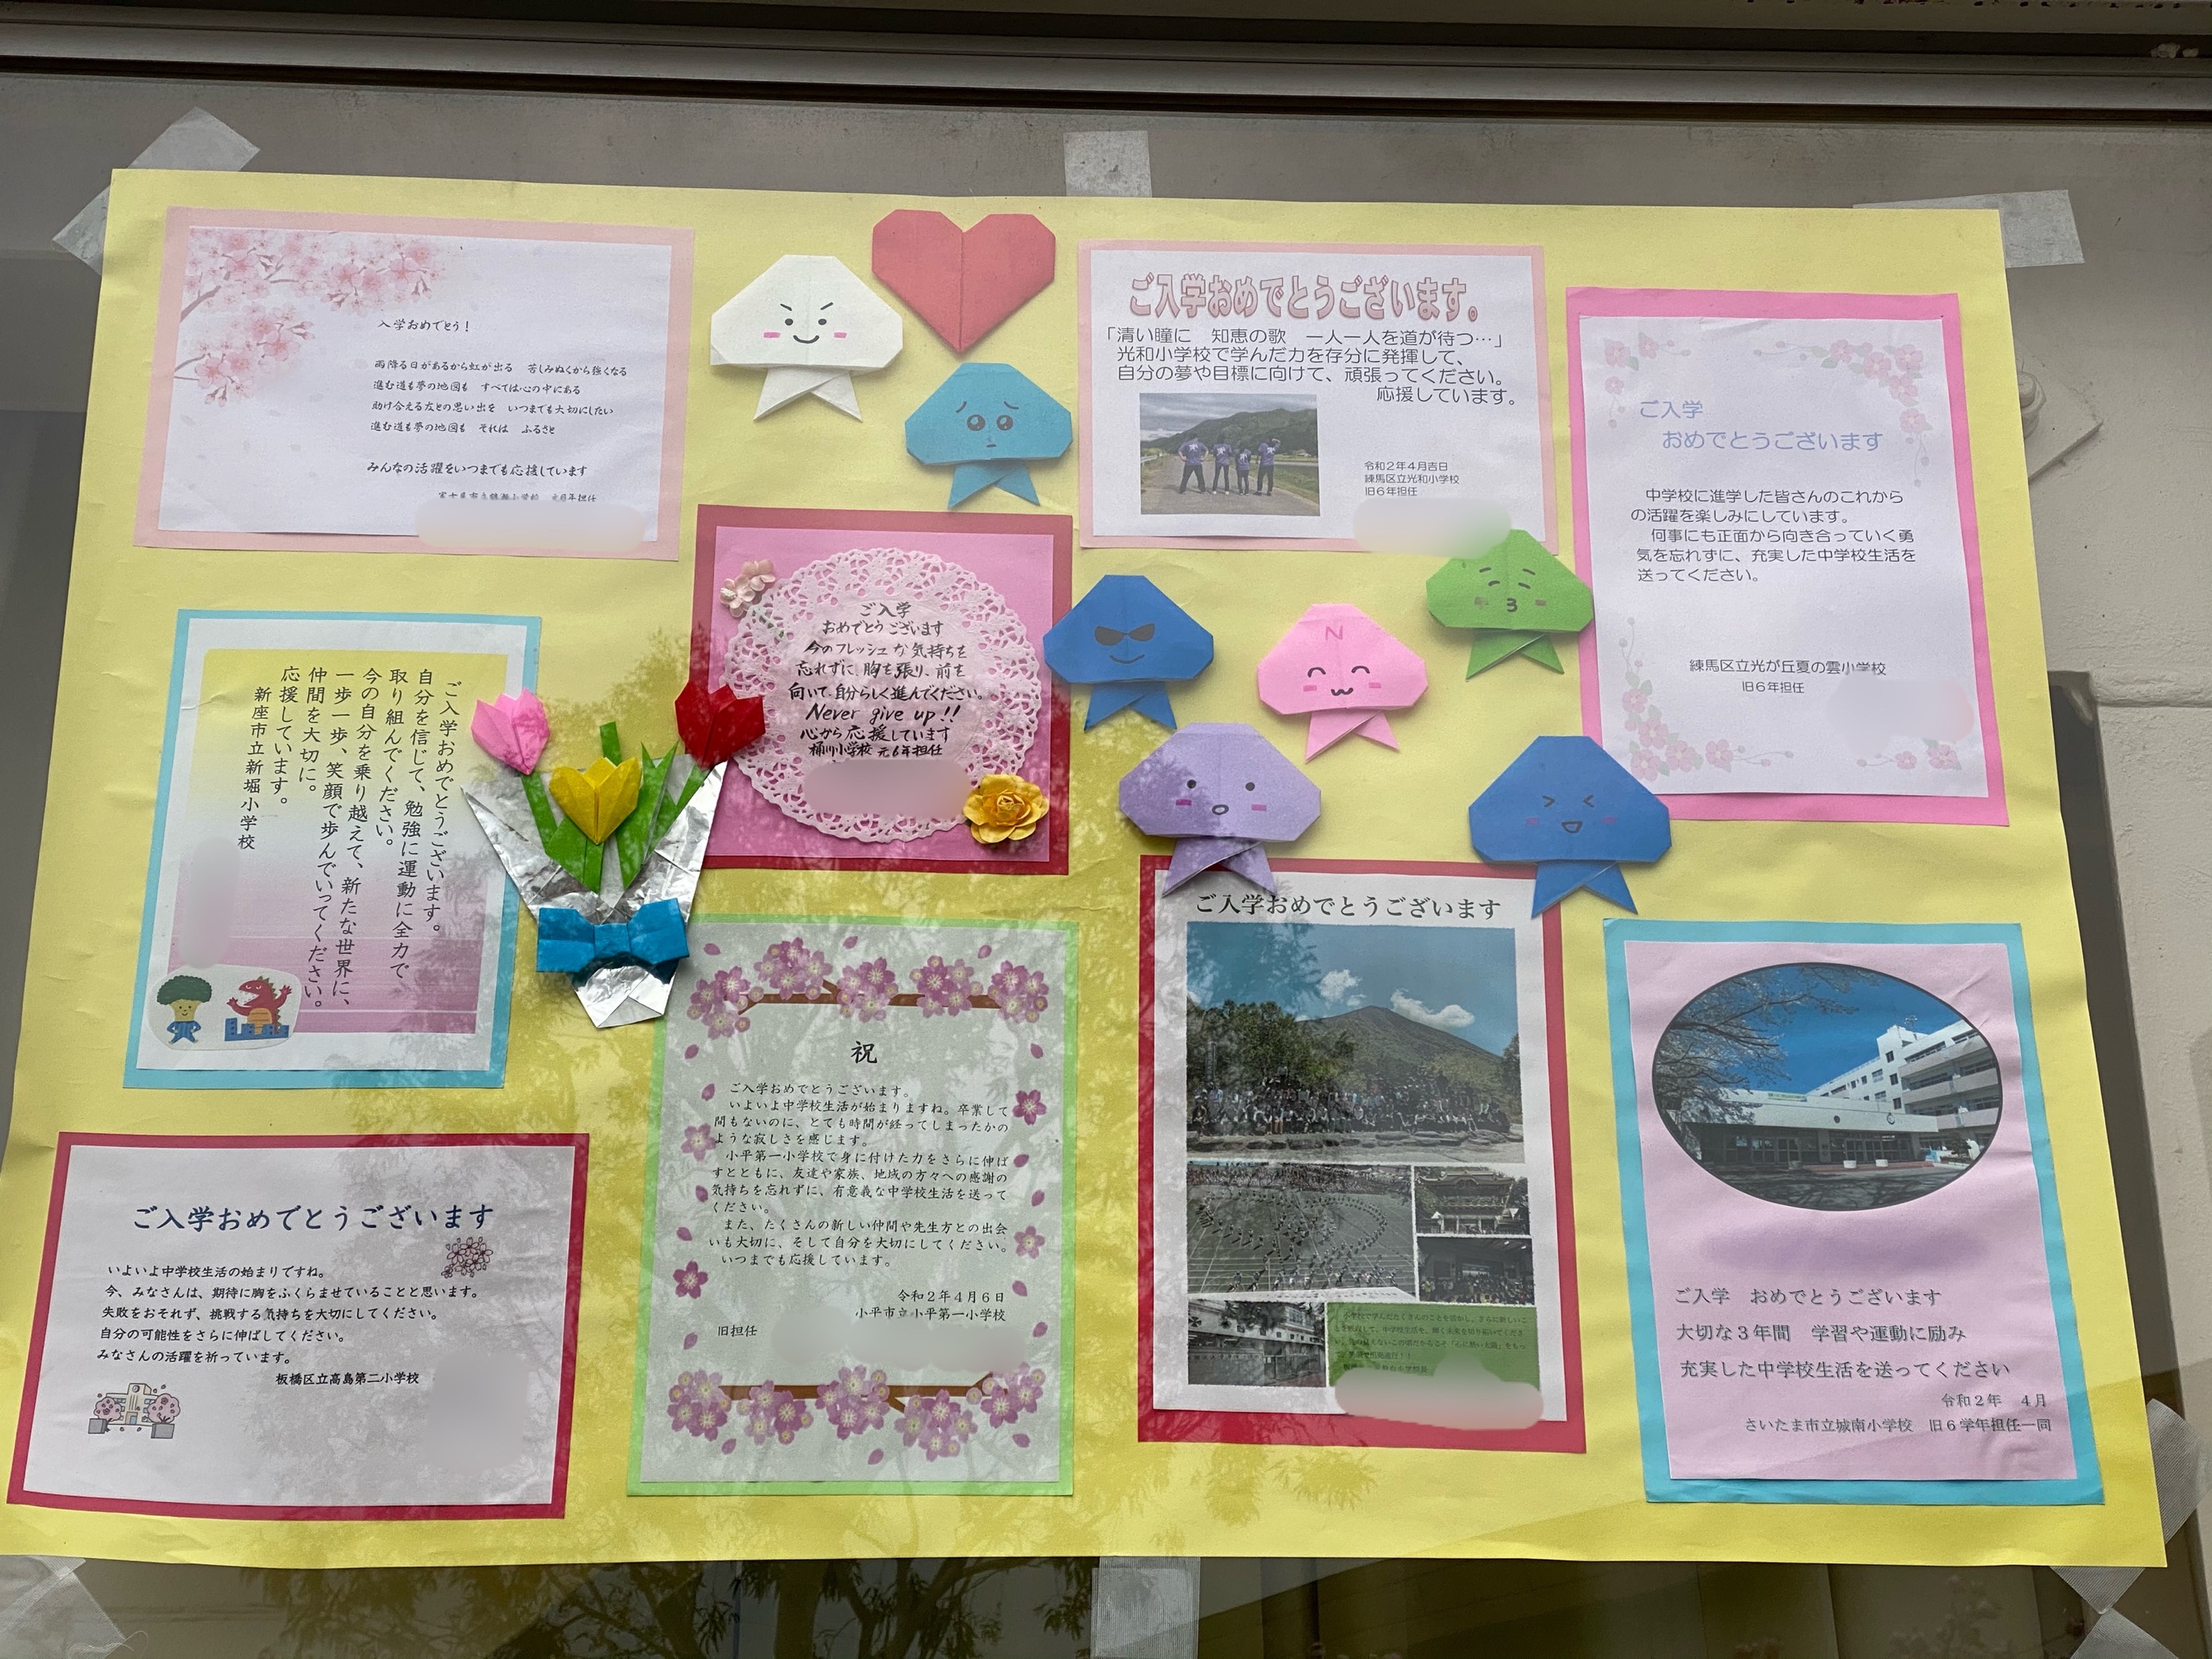 入学おめでとう！
雨降る日があるから虹が出る　苦しみぬくから強くなる
進む道も夢の地図も　すべては心の中にある
助け合える友との思い出を　いつまでも大切にしたい
進む道も夢の地図も　それは　ふるさと
みんなの活躍をいつまでも応援しています
ご入学おめでとうございます。
「清い瞳に　知恵の歌　一人一人を道が待つ…」
光和小学校で学んだ力を存分に発揮して、
自分の夢や目標に向けて、頑張ってください。
応援しています。
令和２年４月吉日
練馬区立光和小学校
旧６年担任
ご入学
おめでとうございます
中学校に進学した皆さんのこれから
の活躍を楽しみにしています。
何事にも正面から向き合っていく勇
気を忘れずに、充実した中学校生活を
送ってください。
練馬区立光が丘夏の雲小学校
旧６年担任
ご入学おめでとうございます。
自分を信じて、勉強に運動に全力で
取り組んでください。
今の自分を乗り越えて、新たな世界に、
一歩一歩、笑顔で歩んでいってください。
仲間を大切に。
応援しています。
新座市立新堀小学校
ご入学
おめでとうございます
今のフレッシュな気持ちを
忘れずに、胸を張り、前を
向いて、自分らしく進んでください。
Never give up!!
心から応援しています
桶川小学校 元６年担任
N
ご入学おめでとうございます
いよいよ中学校生活の始まりですね。
今、みなさんは、期待に胸をふくらませていることと思います。
失敗をおそれず、挑戦する気持ちを大切にしてください。
自分の可能性をさらに伸ばしてください。
みなさんの活躍を祈っています。
板橋区立高島第二小学校
祝
ご入学おめでとうございます。
いよいよ中学校生活が始まりますね。卒業して
間もないのに、とても時間が経ってしまったかの
ような寂しさを感じます。
小平第一小学校で身に付けた力をさらに伸ば
すとともに、友達や家族、地域の方々への感謝の
気持ちを忘れずに、有意義な中学校生活を送って
ください。
また、たくさんの新しい仲間や先生方との出会
いも大切に、そして自分を大切にしてください。
いつまでも応援しています。
令和２年４月６日
小平市立小平第一小学校
旧担任
ご入学おめでとうございます
ご入学　おめでとうございます
大切な３年間　学習や運動に励み
充実した中学校生活を送ってください
令和２年　４月
さいたま市立城南小学校　旧６学年担任一同